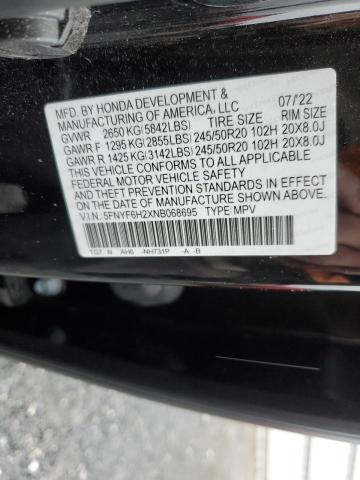 MFD. BY HONDA DEVELOPMENT & 07/'22
MANUFACTURING OF AMERICA, LLC
GVWR 2650 KG(5842LBS) TIRE SIZE RIM SIZE
GAWR F 1295 KG(2855LBS) 245/50R20 102H 20X8.0J
GAWR R 1425 KG(3142LBS) 245/50R20 102H 20X8.0J
THIS VEHICLE CONFORMS TO ALL APPLICABLE
FEDERAL MOTOR VEHICLE SAFETY
STANDARDS IN EFFECT ON THE DATE OF
MANUFACTURE SHOWN ABOVE.
V.I.N. 5FNYF6H2XNB068695 TYPE:MPV
TG7 N AH6 -NH731P -A -B